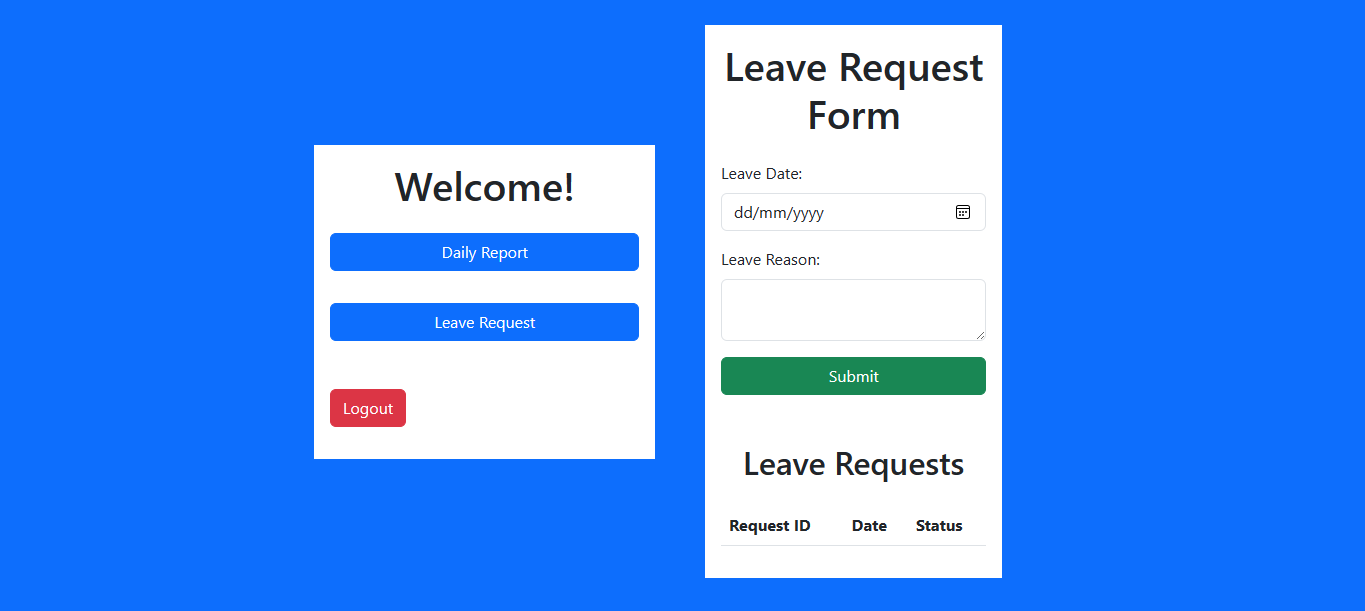 Welcome!
Daily Report
Leave Request
Logout
Leave Request
Form
Leave Date:
dd/mm/yyyy
Leave Reason:
Submit
Leave Requests
Request ID Date Status